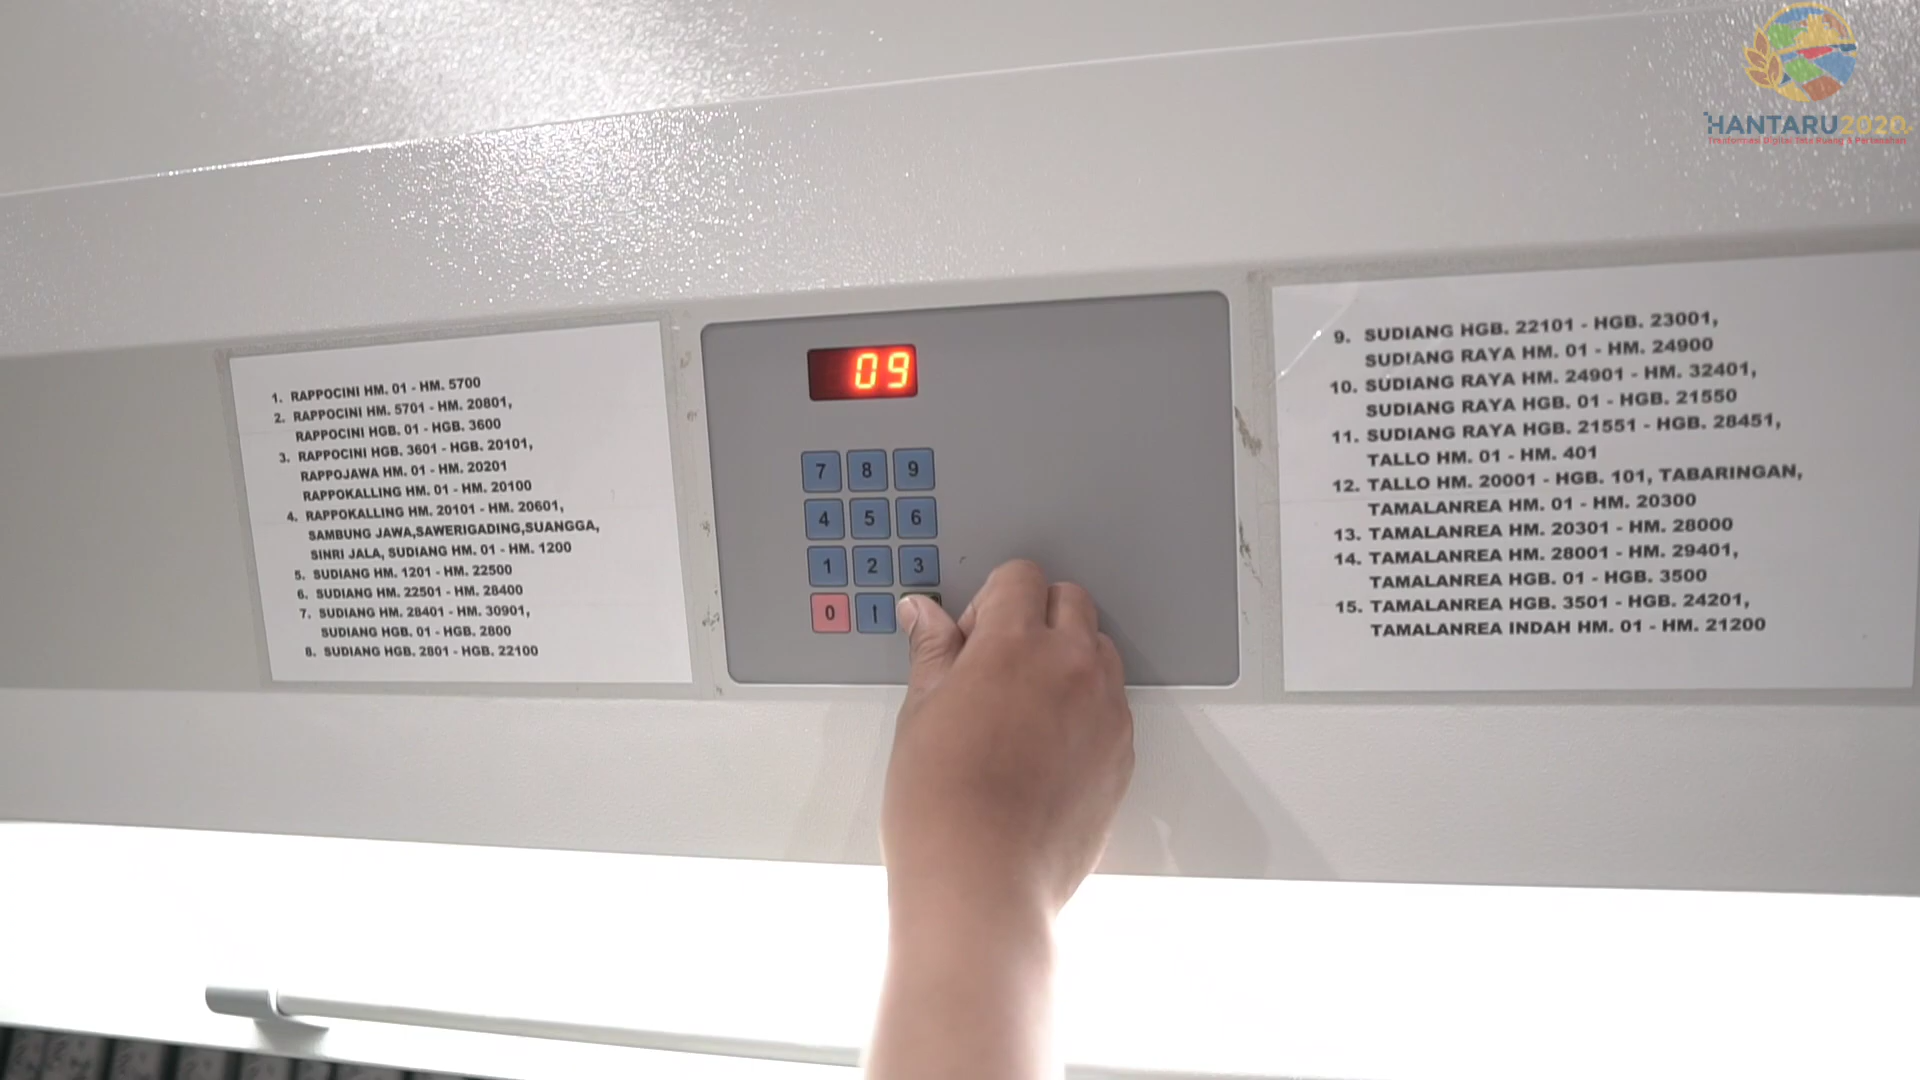 HANTARU2020
Tranformasi Digital Tata Ruang & Pertanahan
1. RAPPOCINI HM. 01 - HM. 5700
2. RAPPOCINI HM. 5701 - HM. 20801,
RAPPOCINI HGB. 01 - HGB. 3600
3. RAPPOCINI HGB. 3601 - HGB. 20101,
RAPPOJAWA HM. 01 - HM. 20201
RAPPOKALLING HM. 01 - HM. 20100
4. RAPPOKALLING HM. 20101 - HM. 20601,
SAMBUNG JAWA,SAWERIGADING,SUANGGA,
SINRI JALA, SUDIANG HM. 01 - HM. 1200
5. SUDIANG HM. 1201 - HM. 22500
6. SUDIANG HM. 22501 - HM. 28400
7. SUDIANG HM. 28401 - HM. 30901,
SUDIANG HGB. 01 - HGB. 2800
8. SUDIANG HGB. 2801 - HGB. 22100
09
7 8 9
4 5 6
1 2 3
0
9. SUDIANG HGB. 22101 - HGB. 23001,
SUDIANG RAYA HM. 01 - HM. 24900
10. SUDIANG RAYA HM. 24901 - HM. 32401,
SUDIANG RAYA HGB. 01 - HGB. 21550
11. SUDIANG RAYA HGB. 21551 - HGB. 28451,
TALLO HM. 01 - HM. 401
12. TALLO HM. 20001 - HGB. 101, TABARINGAN,
TAMALANREA HM. 01 - HM. 20300
13. TAMALANREA HM. 20301 - HM. 28000
14. TAMALANREA HM. 28001 - HM. 29401,
TAMALANREA HGB. 01 - HGB. 3500
15. TAMALANREA HGB. 3501 - HGB. 24201,
TAMALANREA INDAH HM. 01 - HM. 21200